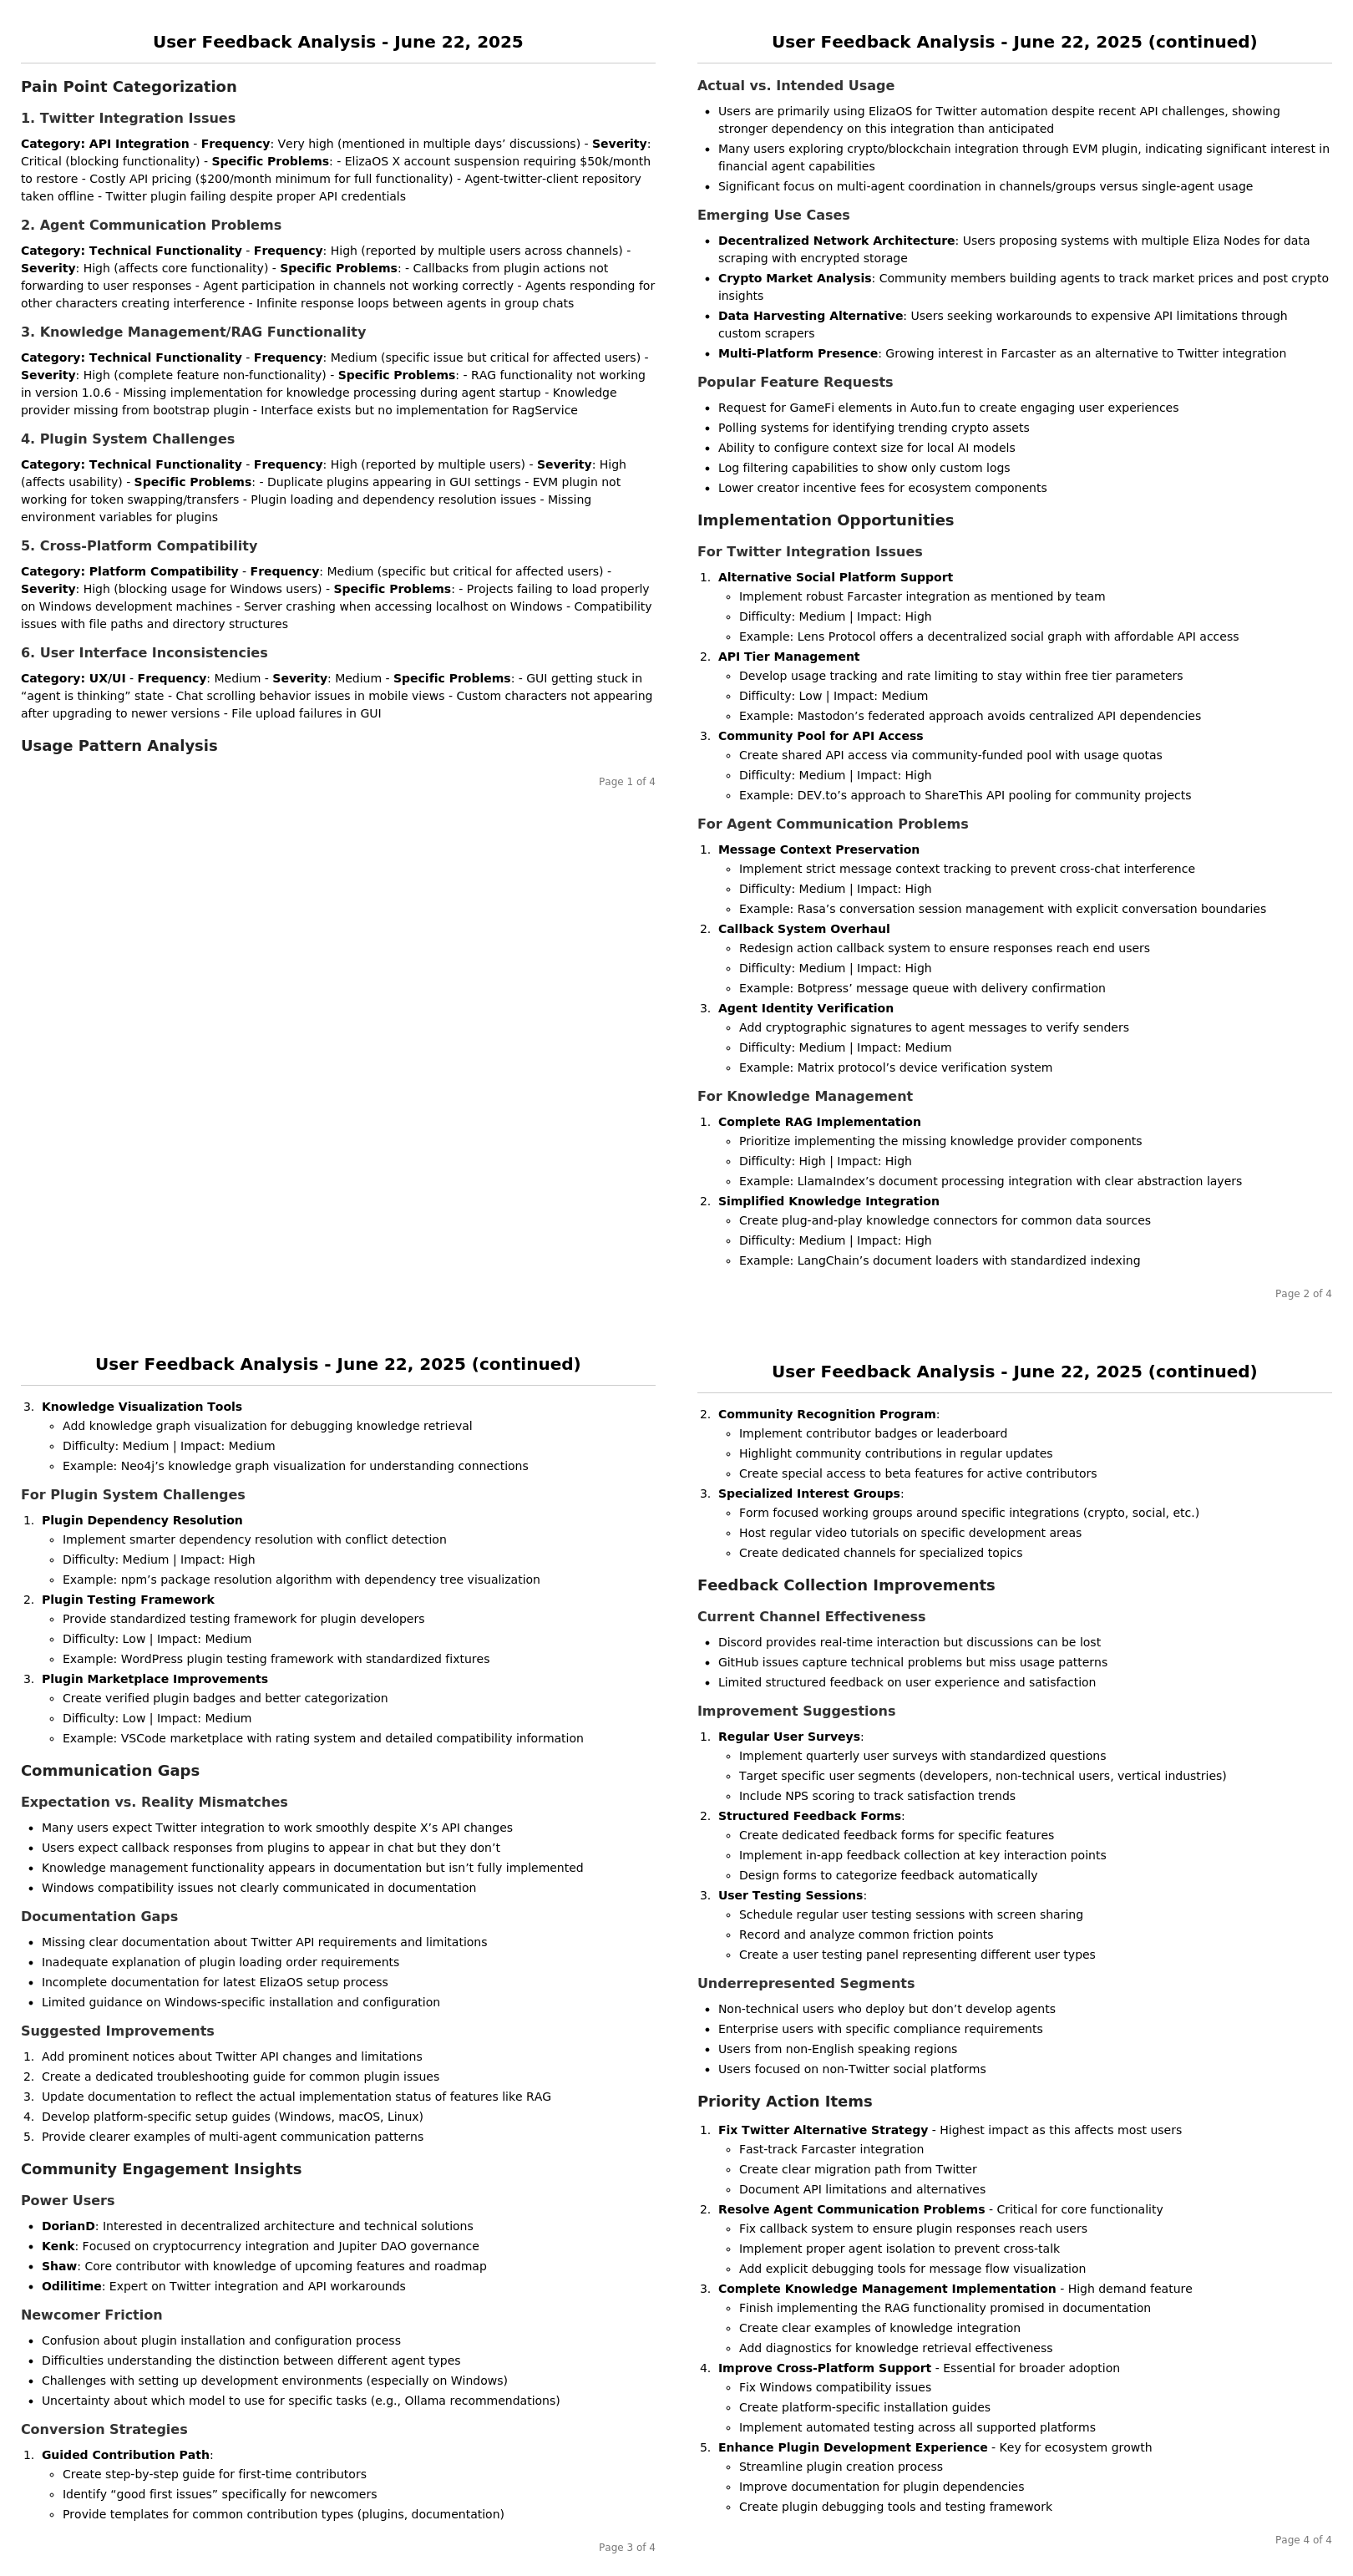 User Feedback Analysis - June 22, 2025
Pain Point Categorization
1. Twitter Integration Issues
Category: API Integration - Frequency: Very high (mentioned in multiple days’ discussions) - Severity:
Critical (blocking functionality) - Specific Problems: - ElizaOS X account suspension requiring $50k/month
to restore - Costly API pricing ($200/month minimum for full functionality) - Agent-twitter-client repository
taken offline - Twitter plugin failing despite proper API credentials
2. Agent Communication Problems
Category: Technical Functionality - Frequency: High (reported by multiple users across channels) -
Severity: High (affects core functionality) - Specific Problems: - Callbacks from plugin actions not
forwarding to user responses - Agent participation in channels not working correctly - Agents responding for
other characters creating interference - Infinite response loops between agents in group chats
3. Knowledge Management/RAG Functionality
Category: Technical Functionality - Frequency: Medium (specific issue but critical for affected users) -
Severity: High (complete feature non-functionality) - Specific Problems: - RAG functionality not working
in version 1.0.6 - Missing implementation for knowledge processing during agent startup - Knowledge
provider missing from bootstrap plugin - Interface exists but no implementation for RagService
4. Plugin System Challenges
Category: Technical Functionality - Frequency: High (reported by multiple users) - Severity: High
(affects usability) - Specific Problems: - Duplicate plugins appearing in GUI settings - EVM plugin not
working for token swapping/transfers - Plugin loading and dependency resolution issues - Missing
environment variables for plugins
5. Cross-Platform Compatibility
Category: Platform Compatibility - Frequency: Medium (specific but critical for affected users) -
Severity: High (blocking usage for Windows users) - Specific Problems: - Projects failing to load properly
on Windows development machines - Server crashing when accessing localhost on Windows - Compatibility
issues with file paths and directory structures
6. User Interface Inconsistencies
Category: UX/UI - Frequency: Medium - Severity: Medium - Specific Problems: - GUI getting stuck in
“agent is thinking” state - Chat scrolling behavior issues in mobile views - Custom characters not appearing
after upgrading to newer versions - File upload failures in GUI
Usage Pattern Analysis
Page 1 of 4
User Feedback Analysis - June 22, 2025 (continued)
Actual vs. Intended Usage
• Users are primarily using ElizaOS for Twitter automation despite recent API challenges, showing
stronger dependency on this integration than anticipated
• Many users exploring crypto/blockchain integration through EVM plugin, indicating significant interest in
financial agent capabilities
• Significant focus on multi-agent coordination in channels/groups versus single-agent usage
Emerging Use Cases
• Decentralized Network Architecture: Users proposing systems with multiple Eliza Nodes for data
scraping with encrypted storage
• Crypto Market Analysis: Community members building agents to track market prices and post crypto
insights
• Data Harvesting Alternative: Users seeking workarounds to expensive API limitations through
custom scrapers
• Multi-Platform Presence: Growing interest in Farcaster as an alternative to Twitter integration
Popular Feature Requests
• Request for GameFi elements in Auto.fun to create engaging user experiences
• Polling systems for identifying trending crypto assets
• Ability to configure context size for local AI models
• Log filtering capabilities to show only custom logs
• Lower creator incentive fees for ecosystem components
Implementation Opportunities
For Twitter Integration Issues
1. Alternative Social Platform Support
◦ Implement robust Farcaster integration as mentioned by team
◦ Difficulty: Medium | Impact: High
◦ Example: Lens Protocol offers a decentralized social graph with affordable API access
2. API Tier Management
◦ Develop usage tracking and rate limiting to stay within free tier parameters
◦ Difficulty: Low | Impact: Medium
◦ Example: Mastodon’s federated approach avoids centralized API dependencies
3. Community Pool for API Access
◦ Create shared API access via community-funded pool with usage quotas
◦ Difficulty: Medium | Impact: High
◦ Example: DEV.to’s approach to ShareThis API pooling for community projects
For Agent Communication Problems
1. Message Context Preservation
◦ Implement strict message context tracking to prevent cross-chat interference
◦ Difficulty: Medium | Impact: High
◦ Example: Rasa’s conversation session management with explicit conversation boundaries
2. Callback System Overhaul
◦ Redesign action callback system to ensure responses reach end users
◦ Difficulty: Medium | Impact: High
◦ Example: Botpress’ message queue with delivery confirmation
3. Agent Identity Verification
◦ Add cryptographic signatures to agent messages to verify senders
◦ Difficulty: Medium | Impact: Medium
◦ Example: Matrix protocol’s device verification system
For Knowledge Management
1. Complete RAG Implementation
◦ Prioritize implementing the missing knowledge provider components
◦ Difficulty: High | Impact: High
◦ Example: LlamaIndex’s document processing integration with clear abstraction layers
2. Simplified Knowledge Integration
◦ Create plug-and-play knowledge connectors for common data sources
◦ Difficulty: Medium | Impact: High
◦ Example: LangChain’s document loaders with standardized indexing
Page 2 of 4
User Feedback Analysis - June 22, 2025 (continued)
3. Knowledge Visualization Tools
◦ Add knowledge graph visualization for debugging knowledge retrieval
◦ Difficulty: Medium | Impact: Medium
◦ Example: Neo4j’s knowledge graph visualization for understanding connections
For Plugin System Challenges
1. Plugin Dependency Resolution
◦ Implement smarter dependency resolution with conflict detection
◦ Difficulty: Medium | Impact: High
◦ Example: npm’s package resolution algorithm with dependency tree visualization
2. Plugin Testing Framework
◦ Provide standardized testing framework for plugin developers
◦ Difficulty: Low | Impact: Medium
◦ Example: WordPress plugin testing framework with standardized fixtures
3. Plugin Marketplace Improvements
◦ Create verified plugin badges and better categorization
◦ Difficulty: Low | Impact: Medium
◦ Example: VSCode marketplace with rating system and detailed compatibility information
Communication Gaps
Expectation vs. Reality Mismatches
• Many users expect Twitter integration to work smoothly despite X’s API changes
• Users expect callback responses from plugins to appear in chat but they don’t
• Knowledge management functionality appears in documentation but isn’t fully implemented
• Windows compatibility issues not clearly communicated in documentation
Documentation Gaps
• Missing clear documentation about Twitter API requirements and limitations
• Inadequate explanation of plugin loading order requirements
• Incomplete documentation for latest ElizaOS setup process
• Limited guidance on Windows-specific installation and configuration
Suggested Improvements
1. Add prominent notices about Twitter API changes and limitations
2. Create a dedicated troubleshooting guide for common plugin issues
3. Update documentation to reflect the actual implementation status of features like RAG
4. Develop platform-specific setup guides (Windows, macOS, Linux)
5. Provide clearer examples of multi-agent communication patterns
Community Engagement Insights
Power Users
• DorianD: Interested in decentralized architecture and technical solutions
• Kenk: Focused on cryptocurrency integration and Jupiter DAO governance
• Shaw: Core contributor with knowledge of upcoming features and roadmap
• Odilitime: Expert on Twitter integration and API workarounds
Newcomer Friction
• Confusion about plugin installation and configuration process
• Difficulties understanding the distinction between different agent types
• Challenges with setting up development environments (especially on Windows)
• Uncertainty about which model to use for specific tasks (e.g., Ollama recommendations)
Conversion Strategies
1. Guided Contribution Path:
◦ Create step-by-step guide for first-time contributors
◦ Identify “good first issues” specifically for newcomers
◦ Provide templates for common contribution types (plugins, documentation)
Page 3 of 4
User Feedback Analysis - June 22, 2025 (continued)
2. Community Recognition Program:
◦ Implement contributor badges or leaderboard
◦ Highlight community contributions in regular updates
◦ Create special access to beta features for active contributors
3. Specialized Interest Groups:
◦ Form focused working groups around specific integrations (crypto, social, etc.)
◦ Host regular video tutorials on specific development areas
◦ Create dedicated channels for specialized topics
Feedback Collection Improvements
Current Channel Effectiveness
• Discord provides real-time interaction but discussions can be lost
• GitHub issues capture technical problems but miss usage patterns
• Limited structured feedback on user experience and satisfaction
Improvement Suggestions
1. Regular User Surveys:
◦ Implement quarterly user surveys with standardized questions
◦ Target specific user segments (developers, non-technical users, vertical industries)
◦ Include NPS scoring to track satisfaction trends
2. Structured Feedback Forms:
◦ Create dedicated feedback forms for specific features
◦ Implement in-app feedback collection at key interaction points
◦ Design forms to categorize feedback automatically
3. User Testing Sessions:
◦ Schedule regular user testing sessions with screen sharing
◦ Record and analyze common friction points
◦ Create a user testing panel representing different user types
Underrepresented Segments
• Non-technical users who deploy but don’t develop agents
• Enterprise users with specific compliance requirements
• Users from non-English speaking regions
• Users focused on non-Twitter social platforms
Priority Action Items
1. Fix Twitter Alternative Strategy - Highest impact as this affects most users
◦ Fast-track Farcaster integration
◦ Create clear migration path from Twitter
◦ Document API limitations and alternatives
2. Resolve Agent Communication Problems - Critical for core functionality
◦ Fix callback system to ensure plugin responses reach users
◦ Implement proper agent isolation to prevent cross-talk
◦ Add explicit debugging tools for message flow visualization
3. Complete Knowledge Management Implementation - High demand feature
◦ Finish implementing the RAG functionality promised in documentation
◦ Create clear examples of knowledge integration
◦ Add diagnostics for knowledge retrieval effectiveness
4. Improve Cross-Platform Support - Essential for broader adoption
◦ Fix Windows compatibility issues
◦ Create platform-specific installation guides
◦ Implement automated testing across all supported platforms
5. Enhance Plugin Development Experience - Key for ecosystem growth
◦ Streamline plugin creation process
◦ Improve documentation for plugin dependencies
◦ Create plugin debugging tools and testing framework
Page 4 of 4